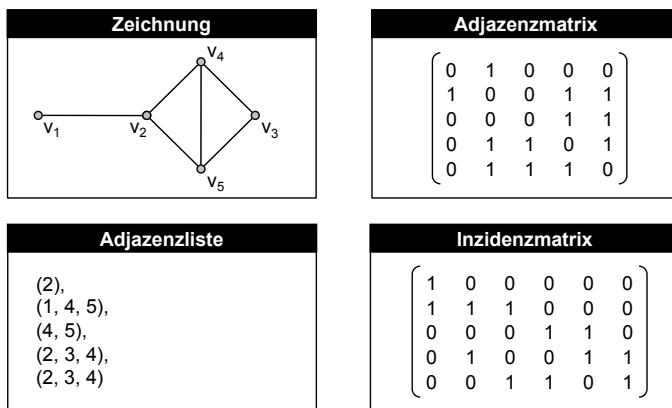 Zeichnung
v4
v1
v2
v3
v5
Adjazenzmatrix
0 1 0 0 0
1 0 0 1 1
0 0 0 1 1
0 1 1 0 1
0 1 1 1 0
Adjazenzliste
(2),
(1, 4, 5),
(4, 5),
(2, 3, 4),
(2, 3, 4)
Inzidenzmatrix
1 0 0 0 0 0
1 1 1 0 0 0
0 0 0 1 1 0
0 1 0 0 1 1
0 0 1 1 0 1